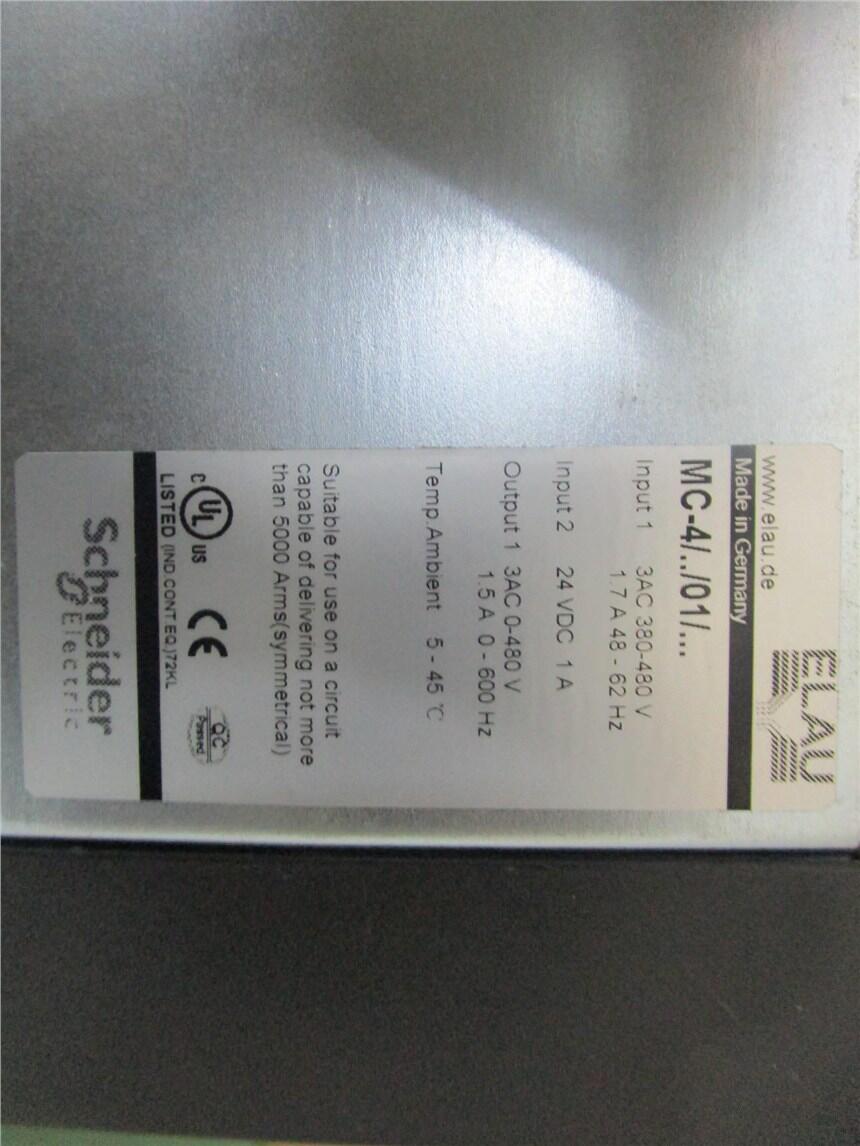 www.elau.de
ELAU
Made in Germany
MC-4/../01/...
Input 1 3AC 380-480 V
1.7 A 48 - 62 Hz
Input 2 24 VDC 1 A
Output 1 3AC 0-480 V
1.5 A 0 - 600 Hz
Temp.Ambient 5 - 45 °C
Suitable for use on a circuit
capable of delivering not more
than 5000 Arms(symmetrical)
C UL US
CE
QC
Passed
LISTED (IND.CONT.EQ.)72KL
Schneider
Electric